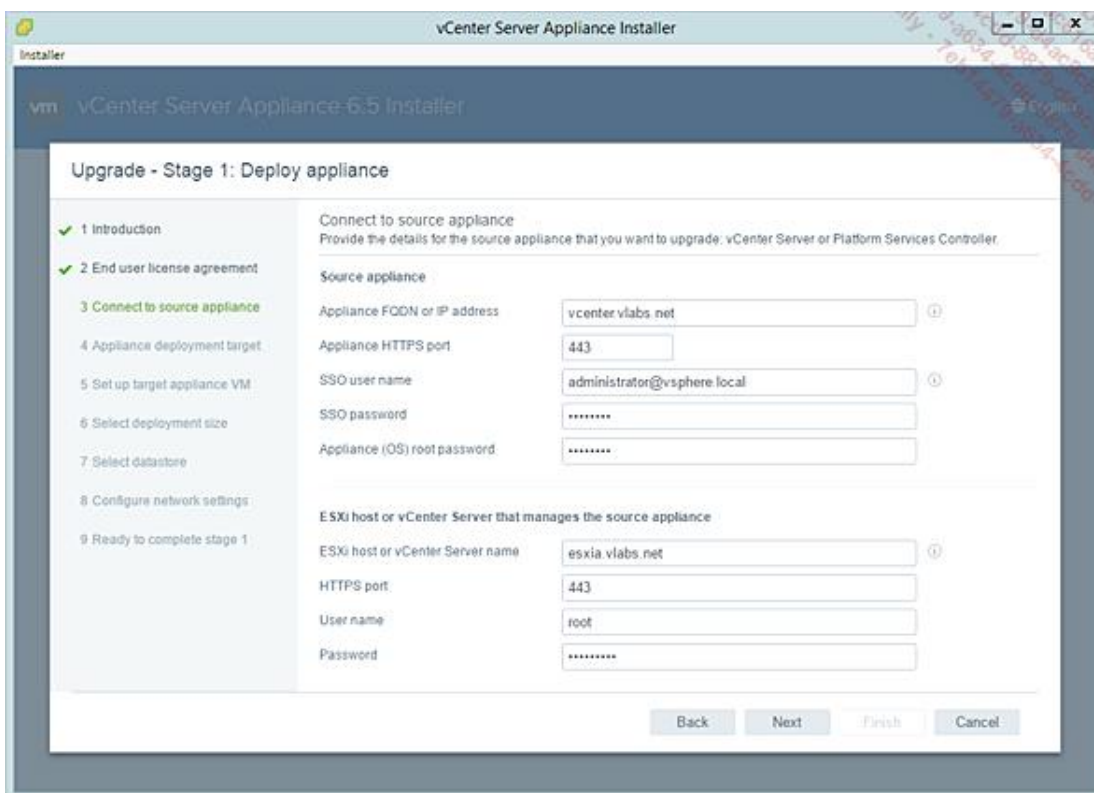 vCenter Server Appliance Installer
Installer
vm vCenter Server Appliance 6.5 Installer
English
Upgrade - Stage 1: Deploy appliance
1 Introduction
2 End user license agreement
3 Connect to source appliance
4 Appliance deployment target
5 Set up target appliance VM
6 Select deployment size
7 Select datastore
8 Configure network settings
9 Ready to complete stage 1
Connect to source appliance
Provide the details for the source appliance that you want to upgrade: vCenter Server or Platform Services Controller.
Source appliance
Appliance FQDN or IP address vcenter.vlabs.net
Appliance HTTPS port 443
SSO user name administrator@vsphere.local
SSO password ••••••••
Appliance (OS) root password ••••••••
ESXi host or vCenter Server that manages the source appliance
ESXi host or vCenter Server name esxia.vlabs.net
HTTPS port 443
User name root
Password •••••••••
Back Next Finish Cancel